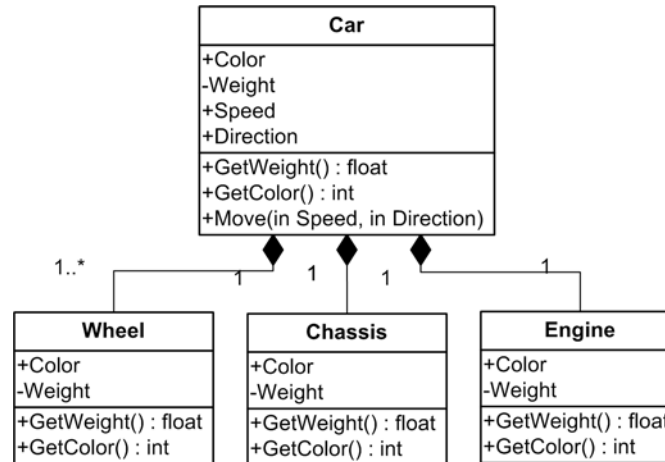 Car
+Color
-Weight
+Speed
+Direction
+GetWeight() : float
+GetColor() : int
+Move(in Speed, in Direction)
1..*
1
1
1
1
Wheel
+Color
-Weight
+GetWeight() : float
+GetColor() : int
Chassis
+Color
-Weight
+GetWeight() : float
+GetColor() : int
Engine
+Color
-Weight
+GetWeight() : float
+GetColor() : int